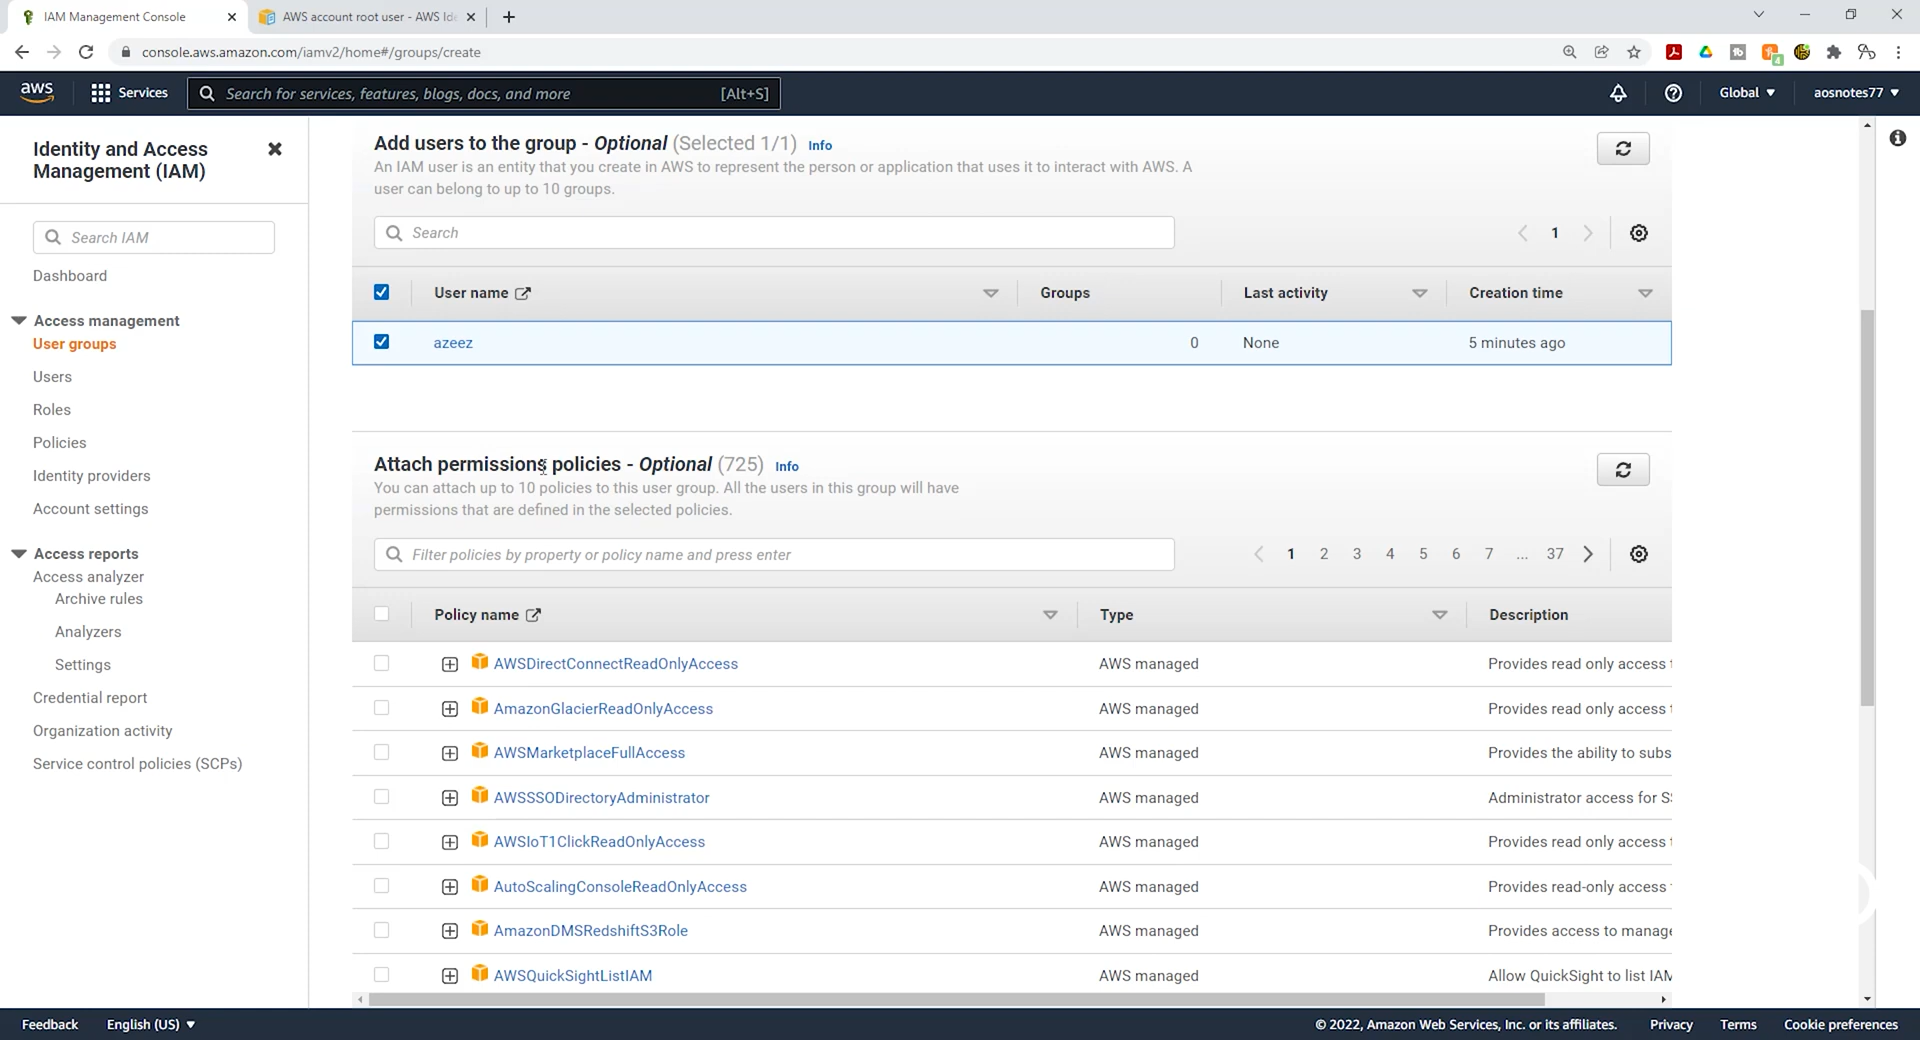 IAM Management Console
AWS account root user - AWS Ide
console.aws.amazon.com/iamv2/home#/groups/create
aws
Services
Search for services, features, blogs, docs, and more
[Alt+S]
Global
aosnotes77
Identity and Access
Management (IAM)
Search IAM
Dashboard
Access management
User groups
Users
Roles
Policies
Identity providers
Account settings
Access reports
Access analyzer
Archive rules
Analyzers
Settings
Credential report
Organization activity
Service control policies (SCPs)
Add users to the group - Optional (Selected 1/1) Info
An IAM user is an entity that you create in AWS to represent the person or application that uses it to interact with AWS. A
user can belong to up to 10 groups.
Search
1
User name
Groups
Last activity
Creation time
azeez
0
None
5 minutes ago
Attach permissions policies - Optional (725) Info
You can attach up to 10 policies to this user group. All the users in this group will have
permissions that are defined in the selected policies.
Filter policies by property or policy name and press enter
1 2 3 4 5 6 7 ... 37
Policy name
Type
Description
AWSDirectConnectReadOnlyAccess
AWS managed
Provides read only access
AmazonGlacierReadOnlyAccess
AWS managed
Provides read only access
AWSMarketplaceFullAccess
AWS managed
Provides the ability to subs
AWSSSODirectoryAdministrator
AWS managed
Administrator access for S
AWSIoT1ClickReadOnlyAccess
AWS managed
Provides read only access
AutoScalingConsoleReadOnlyAccess
AWS managed
Provides read-only access
AmazonDMSRedshiftS3Role
AWS managed
Provides access to manage
AWSQuickSightListIAM
AWS managed
Allow QuickSight to list IAM
Feedback
English (US)
© 2022, Amazon Web Services, Inc. or its affiliates.
Privacy
Terms
Cookie preferences